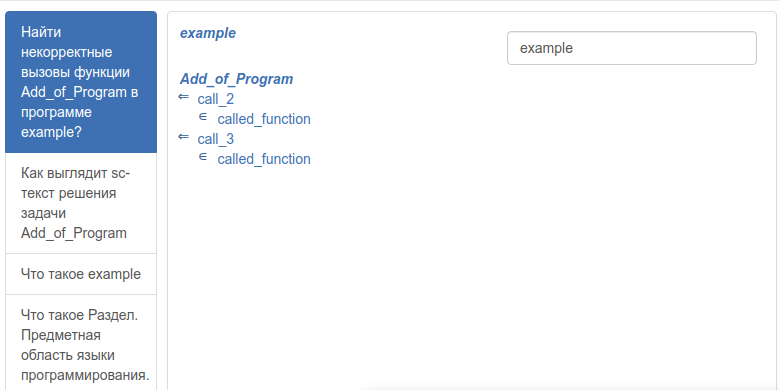 Найти
некорректные
вызовы функции
Add_of_Program в
программе
example?
Как выглядит sc-
текст решения
задачи
Add_of_Program
Что такое example
Что такое Раздел.
Предметная
область языки
программирования.
example
example
Add_of_Program
⇐ call_2
∈ called_function
⇐ call_3
∈ called_function